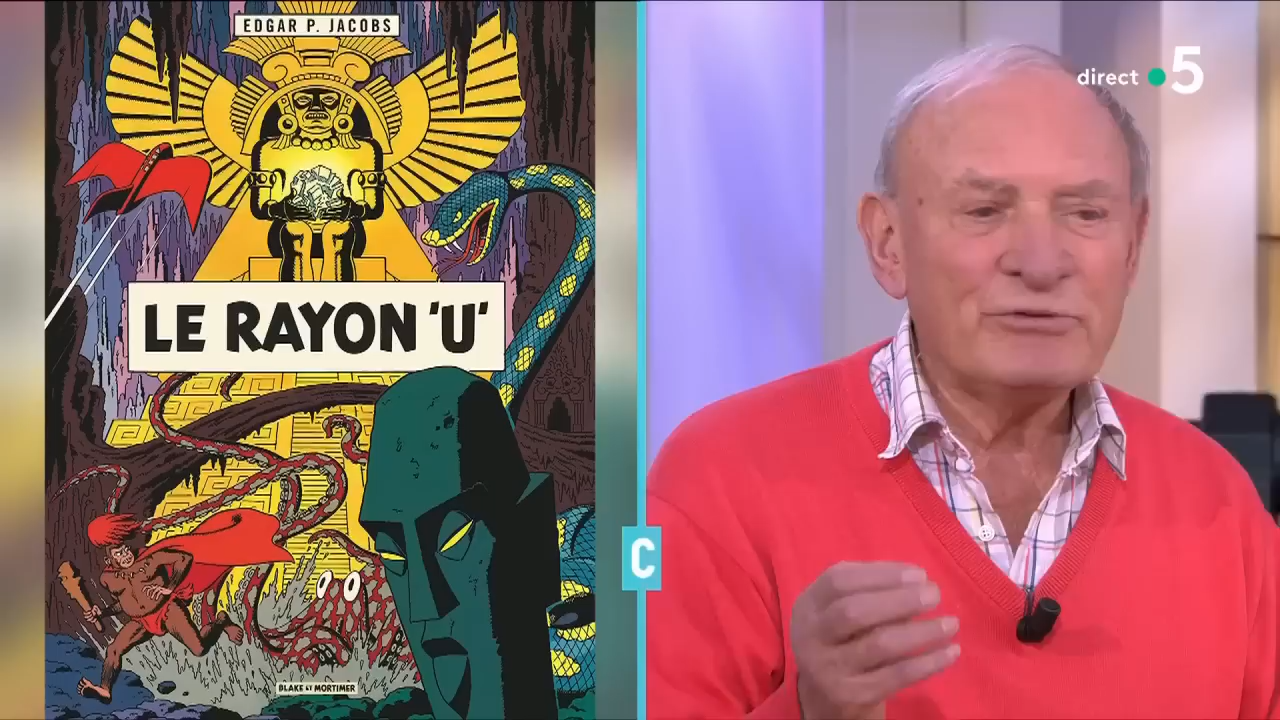 EDGAR P. JACOBS
LE RAYON 'U'
BLAKE ET MORTIMER
direct 5
C